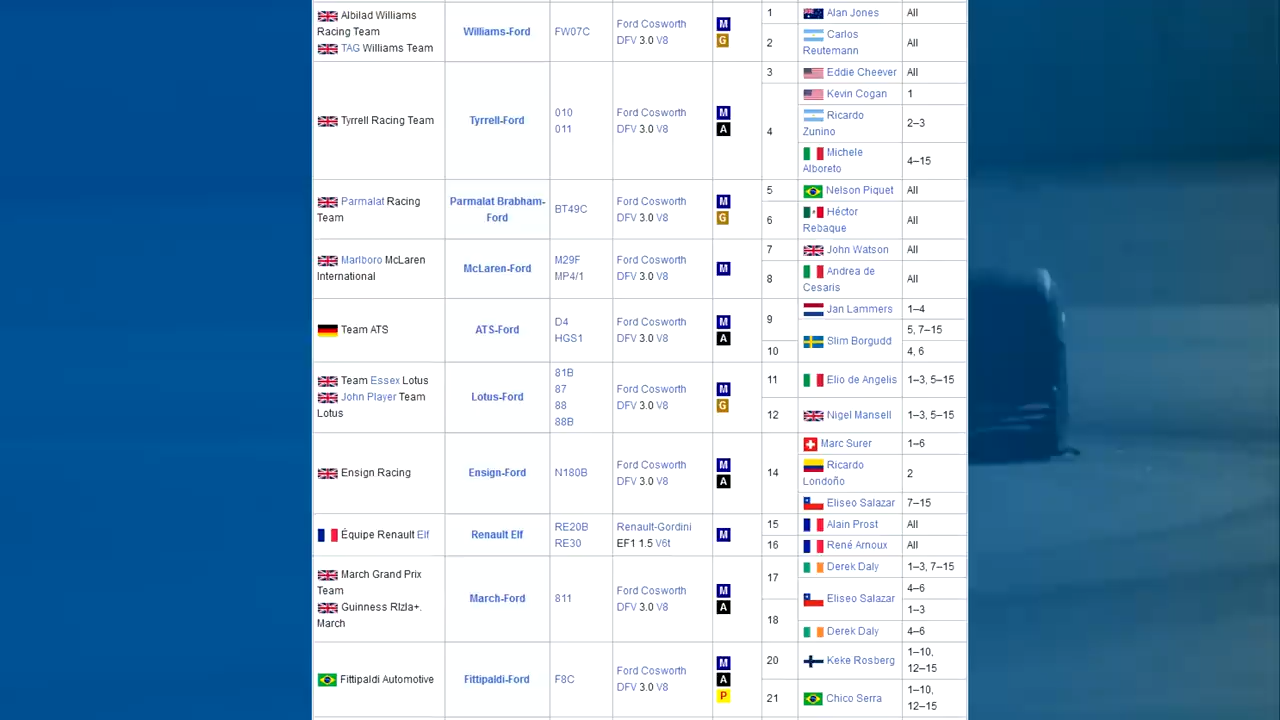 Albilad Williams
Racing Team
TAG Williams Team
Williams-Ford
FW07C
Ford Cosworth
DFV 3.0 V8
M
G
1
Alan Jones
All
2
Carlos
Reutemann
All
Tyrrell Racing Team
Tyrrell-Ford
010
011
Ford Cosworth
DFV 3.0 V8
M
A
3
Eddie Cheever
All
4
Kevin Cogan
1
Ricardo
Zunino
2–3
Michele
Alboreto
4–15
Parmalat Racing
Team
Parmalat Brabham-
Ford
BT49C
Ford Cosworth
DFV 3.0 V8
M
G
5
Nelson Piquet
All
6
Héctor
Rebaque
All
Marlboro McLaren
International
McLaren-Ford
M29F
MP4/1
Ford Cosworth
DFV 3.0 V8
M
7
John Watson
All
8
Andrea de
Cesaris
All
Team ATS
ATS-Ford
D4
HGS1
Ford Cosworth
DFV 3.0 V8
M
A
9
Jan Lammers
1–4
Slim Borgudd
5, 7–15
10
4, 6
Team Essex Lotus
John Player Team
Lotus
Lotus-Ford
81B
87
88
88B
Ford Cosworth
DFV 3.0 V8
M
G
11
Elio de Angelis
1–3, 5–15
12
Nigel Mansell
1–3, 5–15
Ensign Racing
Ensign-Ford
N180B
Ford Cosworth
DFV 3.0 V8
M
A
14
Marc Surer
1–6
Ricardo
Londoño
2
Eliseo Salazar
7–15
Équipe Renault Elf
Renault Elf
RE20B
RE30
Renault-Gordini
EF1 1.5 V6t
M
15
Alain Prost
All
16
René Arnoux
All
March Grand Prix
Team
Guinness RIzla+.
March
March-Ford
811
Ford Cosworth
DFV 3.0 V8
M
A
17
Derek Daly
1–3, 7–15
Eliseo Salazar
4–6
18
1–3
Derek Daly
4–6
Fittipaldi Automotive
Fittipaldi-Ford
F8C
Ford Cosworth
DFV 3.0 V8
M
A
P
20
Keke Rosberg
1–10,
12–15
21
Chico Serra
1–10,
12–15